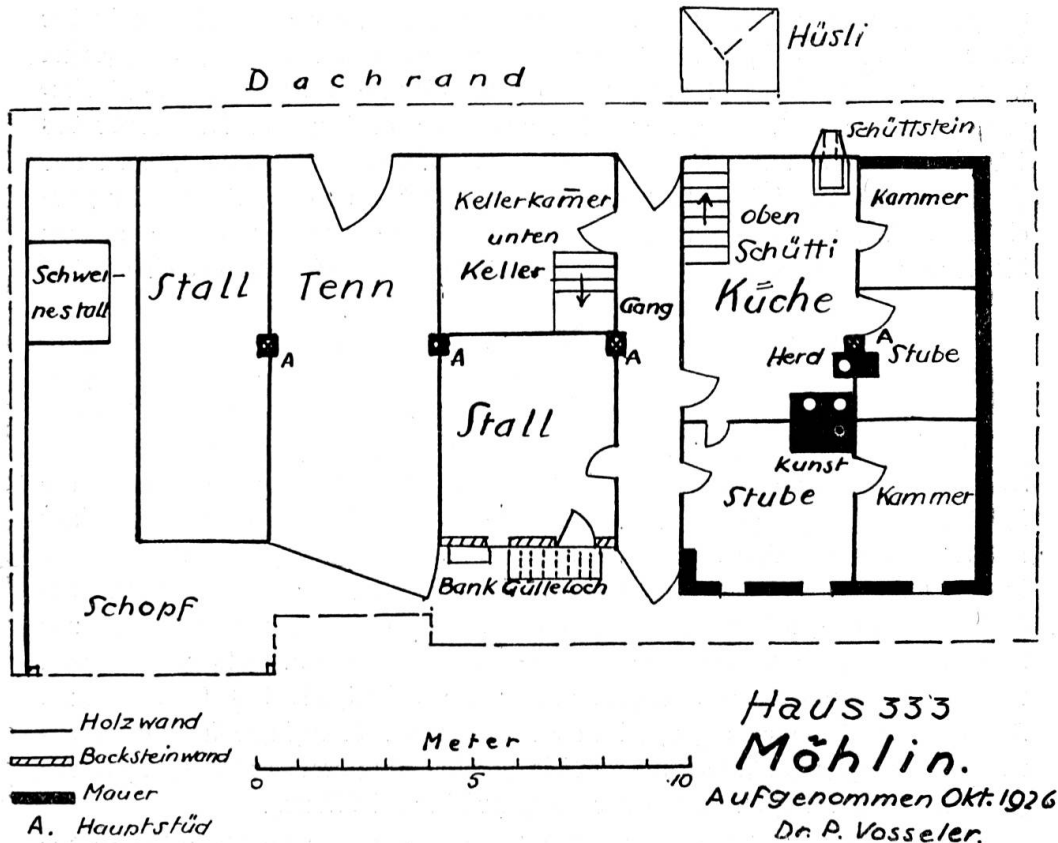 Hüsli
Dachrand
Schüttstein
Kellerkam̄er
unten
Keller
oben
Schütti
Kammer
Schwei-
nestall
Stall
Tenn
Gang
Küche
A
A
A
A
Herd
Stube
Stall
Kunst
Stube
Kammer
Bank
Gülleloch
Schopf
Haus 333
Möhlin.
Aufgenommen Okt. 1926
Dr. P. Vosseler.
Holzwand
Backsteinwand
Mauer
A. Hauptstüd
Meter
0 5 10